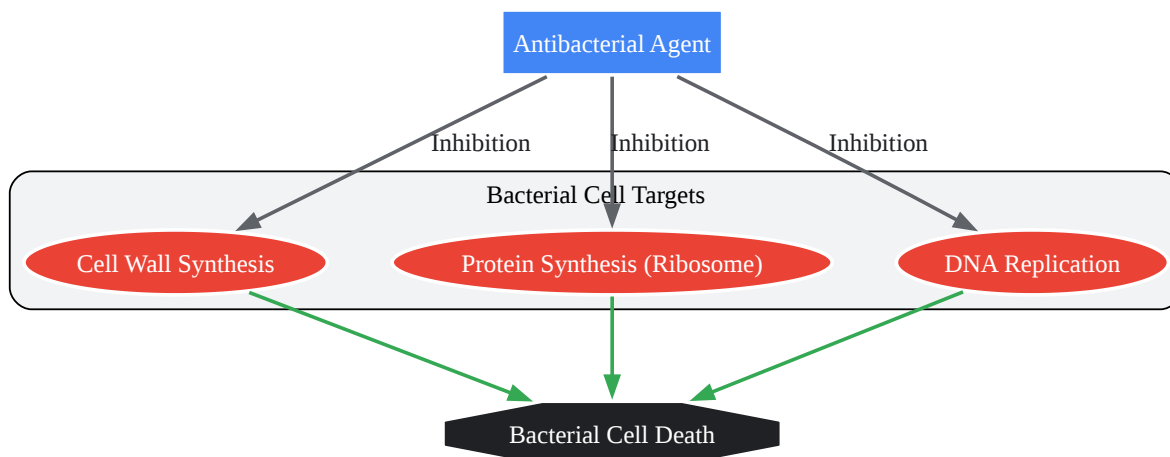 Antibacterial Agent
Inhibition
Inhibition
Inhibition
Bacterial Cell Targets
Cell Wall Synthesis
Protein Synthesis (Ribosome)
DNA Replication
Bacterial Cell Death